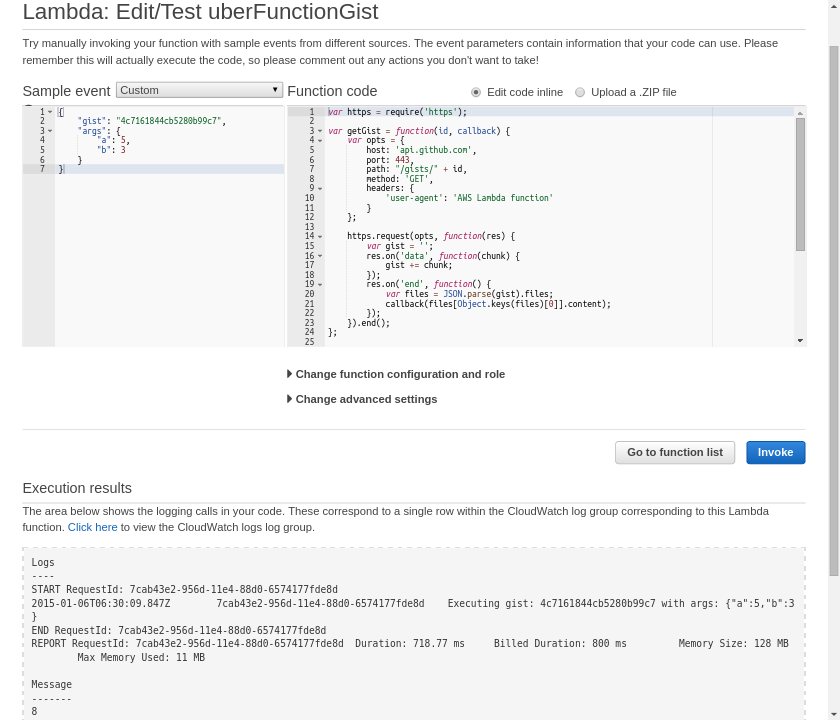 Lambda: Edit/Test uberFunctionGist
Try manually invoking your function with sample events from different sources. The event parameters contain information that your code can use. Please
remember this will actually execute the code, so please comment out any actions you don't want to take!
Sample event Custom Function code Edit code inline Upload a .ZIP file
1 {
2 "gist": "4c7161844cb5280b99c7",
3 "args": {
4 "a": 5,
5 "b": 3
6 }
7 }
1 var https = require('https');
2
3 var getGist = function(id, callback) {
4 var opts = {
5 host: 'api.github.com',
6 port: 443,
7 path: "/gists/" + id,
8 method: 'GET',
9 headers: {
10 'user-agent': 'AWS Lambda function'
11 }
12 };
13
14 https.request(opts, function(res) {
15 var gist = '';
16 res.on('data', function(chunk) {
17 gist += chunk;
18 });
19 res.on('end', function() {
20 var files = JSON.parse(gist).files;
21 callback(files[Object.keys(files)[0]].content);
22 });
23 }).end();
24 };
25
Change function configuration and role
Change advanced settings
Go to function list Invoke
Execution results
The area below shows the logging calls in your code. These correspond to a single row within the CloudWatch log group corresponding to this Lambda
function. Click here to view the CloudWatch logs log group.
Logs
----
START RequestId: 7cab43e2-956d-11e4-88d0-6574177fde8d
2015-01-06T06:30:09.847Z 7cab43e2-956d-11e4-88d0-6574177fde8d Executing gist: 4c7161844cb5280b99c7 with args: {"a":5,"b":3
}
END RequestId: 7cab43e2-956d-11e4-88d0-6574177fde8d
REPORT RequestId: 7cab43e2-956d-11e4-88d0-6574177fde8d Duration: 718.77 ms Billed Duration: 800 ms Memory Size: 128 MB
Max Memory Used: 11 MB
Message
-------
8